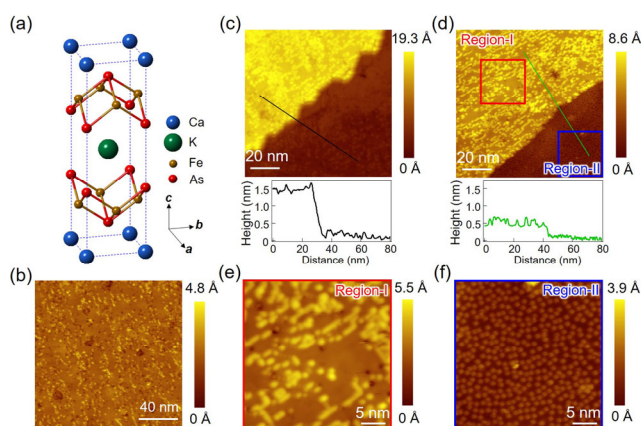 (a)
Ca
K
Fe
As
c
b
a
(b)
4.8 Å
0 Å
40 nm
(c)
19.3 Å
0 Å
20 nm
Height (nm)
1.5
1.0
0.5
0.0
0 20 40 60 80
Distance (nm)
(d)
Region-I
8.6 Å
0 Å
20 nm
Region-II
Height (nm)
1.5
1.0
0.5
0.0
0 20 40 60 80
Distance (nm)
(e)
Region-I
5.5 Å
0 Å
5 nm
(f)
Region-II
3.9 Å
0 Å
5 nm